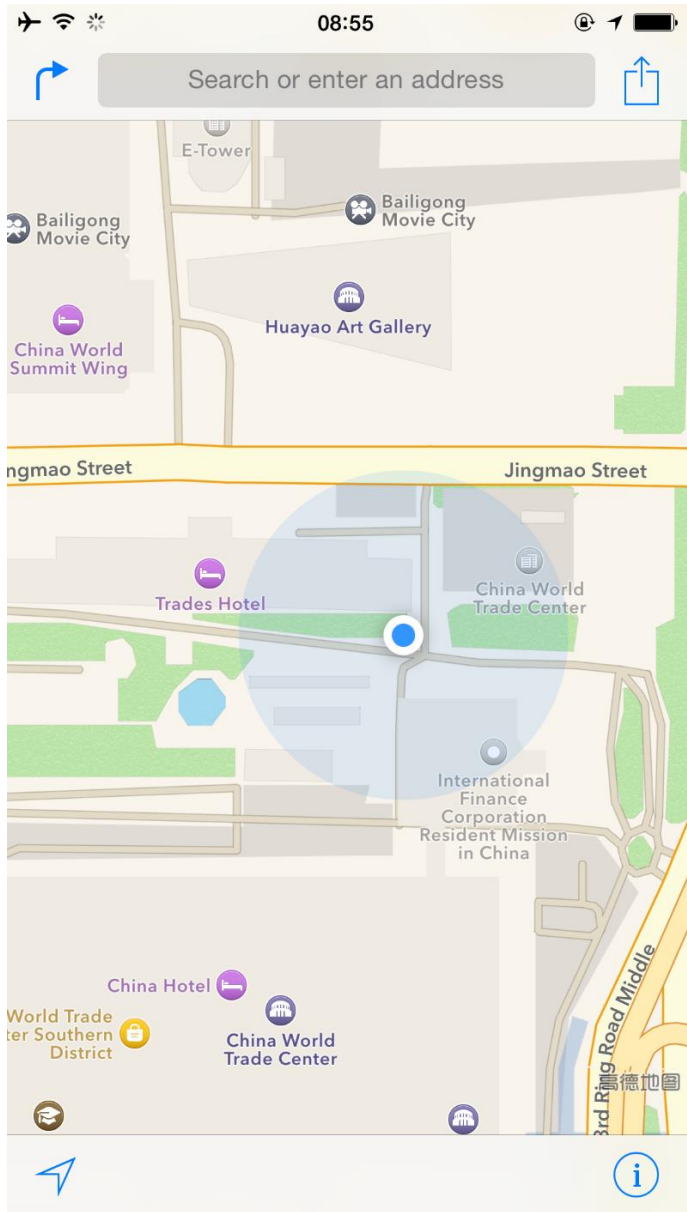 08:55
Search or enter an address
E-Tower
Bailigong
Movie City
Bailigong
Movie City
Huayao Art Gallery
China World
Summit Wing
ngmao Street
Jingmao Street
Trades Hotel
China World
Trade Center
International
Finance
Corporation
Resident Mission
in China
China Hotel
World Trade
ter Southern
District
China World
Trade Center
3rd Ring Road Middle
高德地图